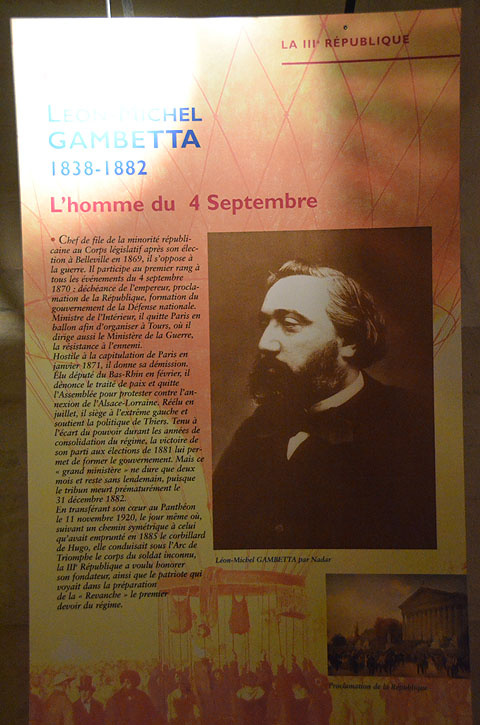 LA IIIe RÉPUBLIQUE
LÉON-MICHEL
GAMBETTA
1838-1882
L'homme du 4 Septembre
• Chef de file de la minorité républi-
caine au Corps législatif après son élec-
tion à Belleville en 1869, il s'oppose à
la guerre. Il participe au premier rang à
tous les événements du 4 septembre
1870 : déchéance de l'empereur, procla-
mation de la République, formation du
gouvernement de la Défense nationale.
Ministre de l'Intérieur, il quitte Paris en
ballon afin d'organiser à Tours, où il
dirige aussi le Ministère de la Guerre,
la résistance à l'ennemi.
Hostile à la capitulation de Paris en
janvier 1871, il donne sa démission.
Élu député du Bas-Rhin en février, il
dénonce le traité de paix et quitte
l'Assemblée pour protester contre l'an-
nexion de l'Alsace-Lorraine. Réélu en
juillet, il siège à l'extrême gauche et
soutient la politique de Thiers. Tenu à
l'écart du pouvoir durant les années de
consolidation du régime, la victoire de
son parti aux élections de 1881 lui per-
met de former le gouvernement. Mais ce
« grand ministère » ne dure que deux
mois et reste sans lendemain, puisque
le tribun meurt prématurément le
31 décembre 1882.
En transférant son cœur au Panthéon
le 11 novembre 1920, le jour même où,
suivant un chemin symétrique à celui
qu'avait emprunté en 1885 le corbillard
de Hugo, elle conduisait sous l'Arc de
Triomphe le corps du soldat inconnu,
la IIIe République a voulu honorer
son fondateur, ainsi que le patriote qui
voyait dans la préparation
de la « Revanche » le premier
devoir du régime.
Léon-Michel GAMBETTA par Nadar
Proclamation de la République